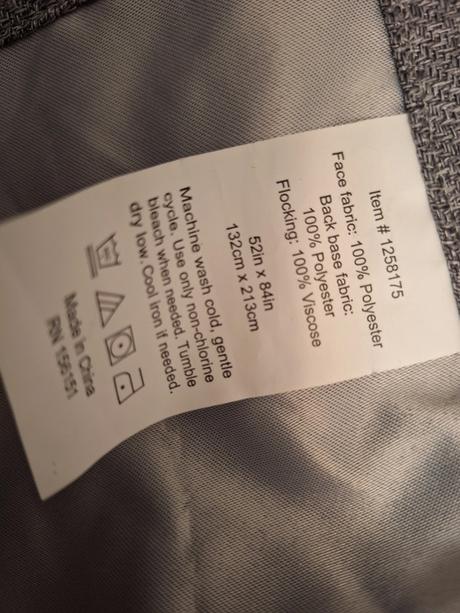 Item # 1258175
Face fabric: 100% Polyester
Back base fabric:
100% Polyester
Flocking: 100% Viscose
52in x 84in
132cm x 213cm
Machine wash cold, gentle
cycle. Use only non-chlorine
bleach when needed. Tumble
dry low. Cool iron if needed.
Made in China
RN 156151